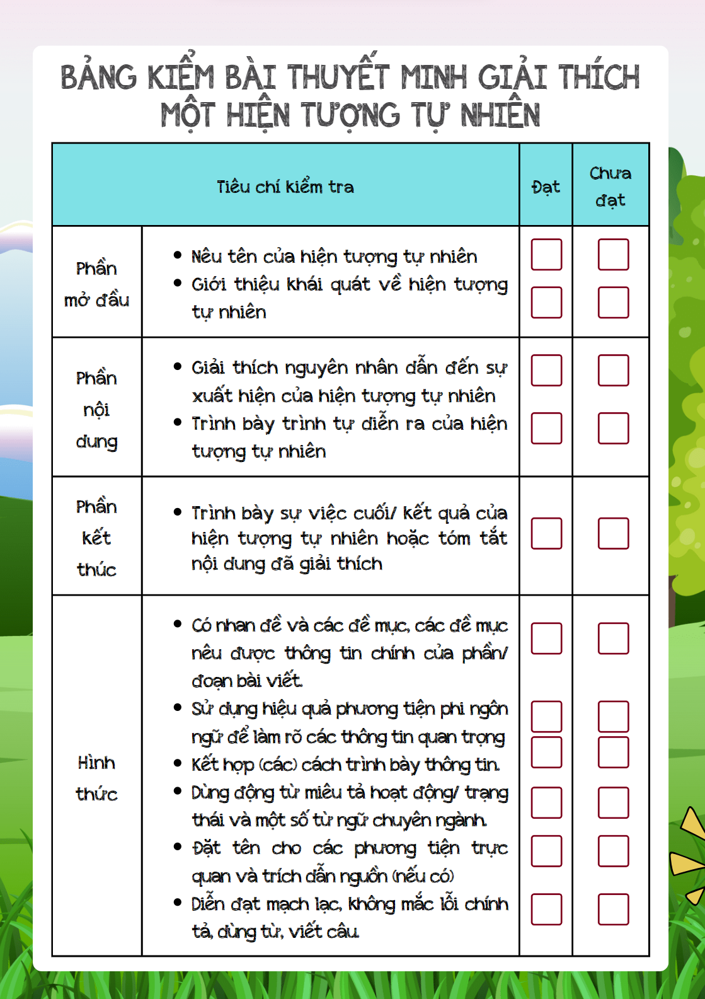 BẢNG KIỂM BÀI THUYẾT MINH GIẢI THÍCH
MỘT HIỆN TƯỢNG TỰ NHIÊN
Tiêu chí kiểm tra
Đạt
Chưa
đạt
Phần
mở đầu
• Nêu tên của hiện tượng tự nhiên
• Giới thiệu khái quát về hiện tượng
tự nhiên
Phần
nội
dung
• Giải thích nguyên nhân dẫn đến sự
xuất hiện của hiện tượng tự nhiên
• Trình bày trình tự diễn ra của hiện
tượng tự nhiên
Phần
kết
thúc
• Trình bày sự việc cuối/ kết quả của
hiện tượng tự nhiên hoặc tóm tắt
nội dung đã giải thích
Hình
thức
• Có nhan đề và các đề mục, các đề mục
nêu được thông tin chính của phần/
đoạn bài viết.
• Sử dụng hiệu quả phương tiện phi ngôn
ngữ để làm rõ các thông tin quan trọng
• Kết hợp (các) cách trình bày thông tin.
• Dùng động từ miêu tả hoạt động/ trạng
thái và một số từ ngữ chuyên ngành.
• Đặt tên cho các phương tiện trực
quan và trích dẫn nguồn (nếu có)
• Diễn đạt mạch lạc, không mắc lỗi chính
tả, dùng từ, viết câu.